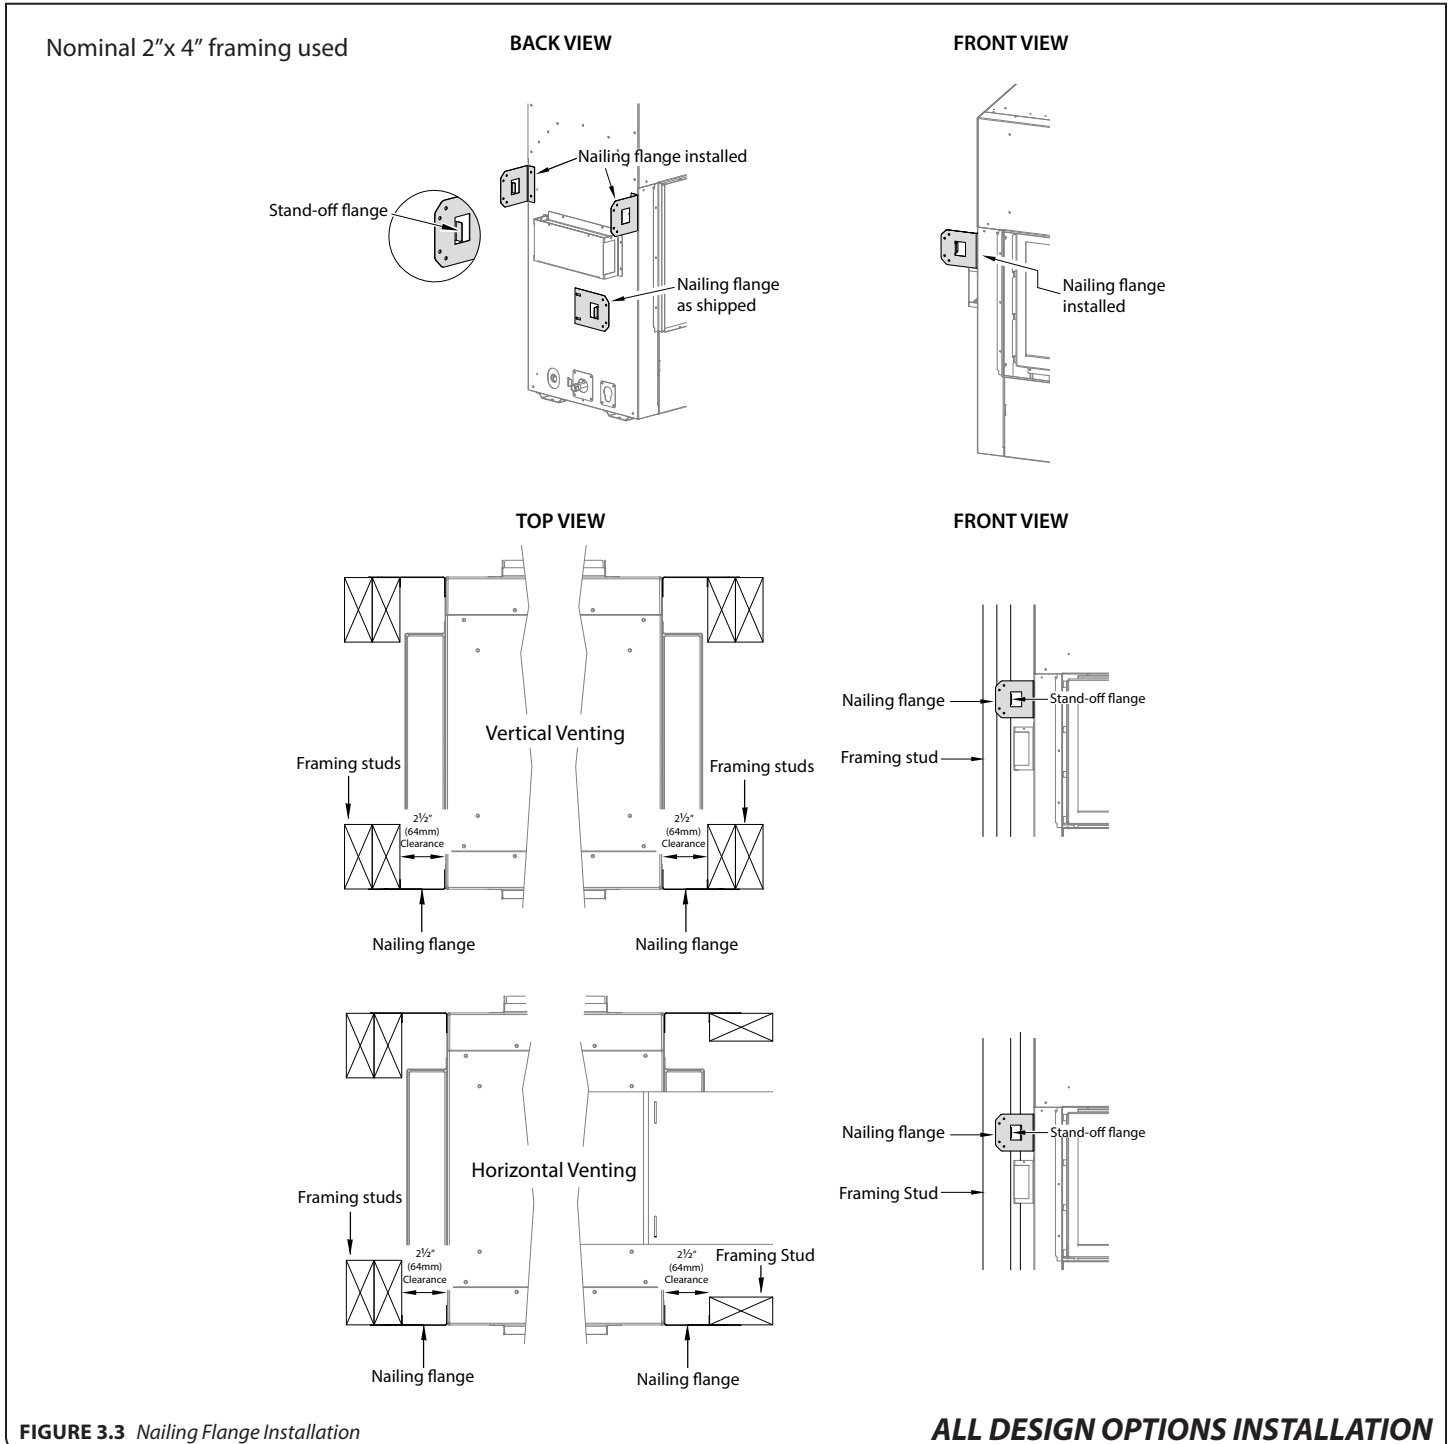 Nominal 2”x 4” framing used
BACK VIEW
FRONT VIEW
Nailing flange installed
Stand-off flange
Nailing flange
as shipped
Nailing flange
installed
TOP VIEW
FRONT VIEW
Vertical Venting
Framing studs
Framing studs
2½”
(64mm)
Clearance
2½”
(64mm)
Clearance
Nailing flange
Nailing flange
Nailing flange
Stand-off flange
Framing stud
Horizontal Venting
Framing studs
2½”
(64mm)
Clearance
2½”
(64mm)
Clearance
Framing Stud
Nailing flange
Nailing flange
Nailing flange
Stand-off flange
Framing Stud
FIGURE 3.3 Nailing Flange Installation
ALL DESIGN OPTIONS INSTALLATION